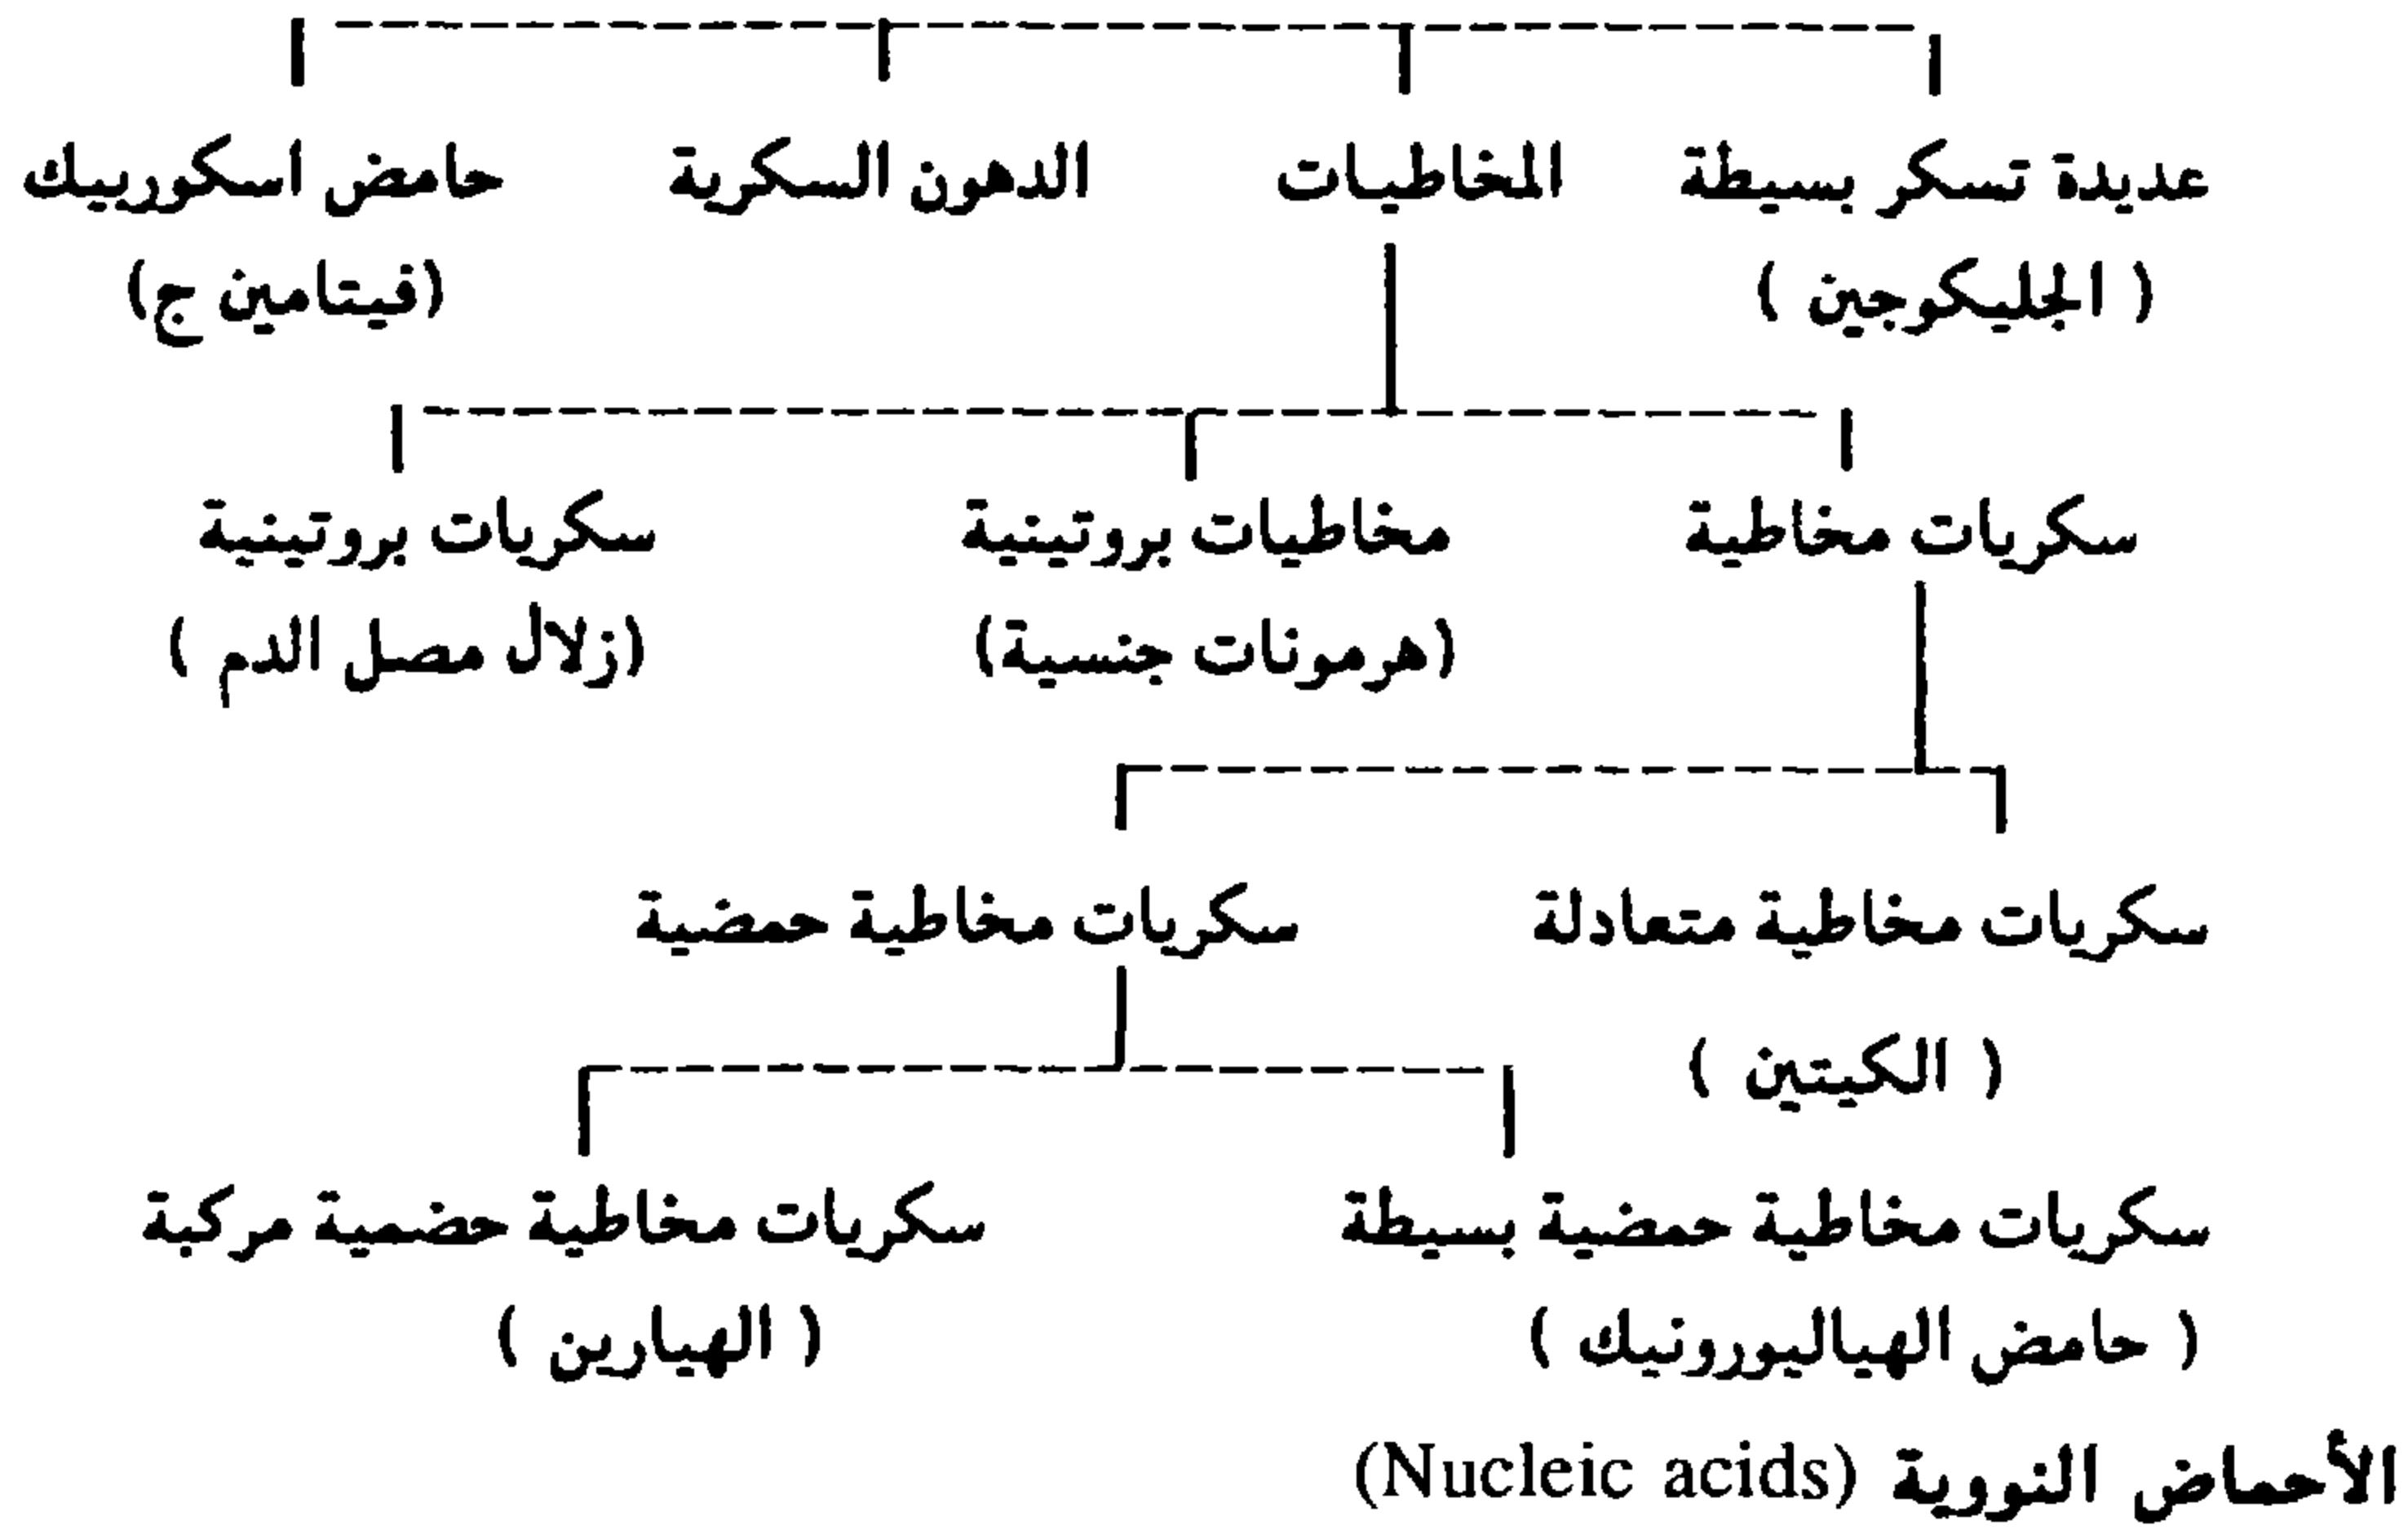 عديدة تسكر بسيطة المخاطيات الدهون السكرية حامض اسكورييك
( الجليكوجين ) (فيتامين ج)
سكريات مخاطية مخاطيات بروتينية سكريات بروتينية
(هرمونات جنسية) (زلال مصل الدم )
سكريات مخاطية متعادلة سكريات مخاطية حمضية
( الكيتين )
سكريات مخاطية حمضية بسيطة سكريات مخاطية حضمية مركبة
( حامض الهياليورونيك ) ( الهيارين )
الأحماض النووية (Nucleic acids)